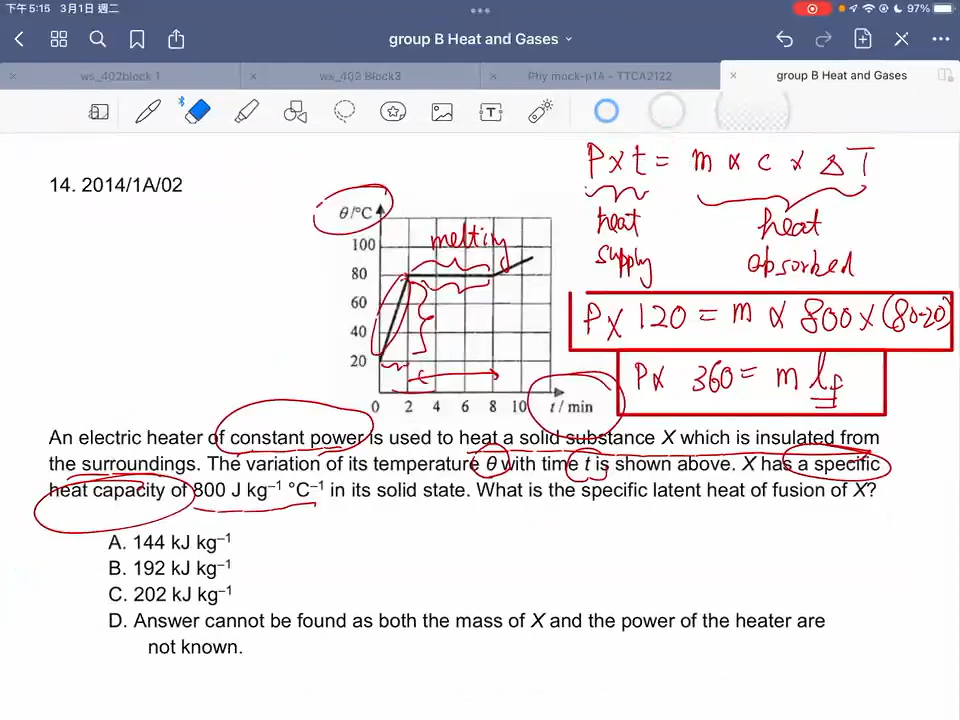 下午5:15 3月1日 週二
97%
group B Heat and Gases
ws_402block 1
ws_403 Block3
Phy mock-p1A - TTCA2122
group B Heat and Gases
14. 2014/1A/02
P x t = m x c x ΔT
heat supply
heat absorbed
θ/°C
melting
100
80
60
40
20
0 2 4 6 8 10 t / min
P x 120 = m x 800 x (80-20)
P x 360 = m lf
An electric heater of constant power is used to heat a solid substance X which is insulated from
the surroundings. The variation of its temperature θ with time t is shown above. X has a specific
heat capacity of 800 J kg⁻¹ °C⁻¹ in its solid state. What is the specific latent heat of fusion of X?
A. 144 kJ kg⁻¹
B. 192 kJ kg⁻¹
C. 202 kJ kg⁻¹
D. Answer cannot be found as both the mass of X and the power of the heater are
not known.